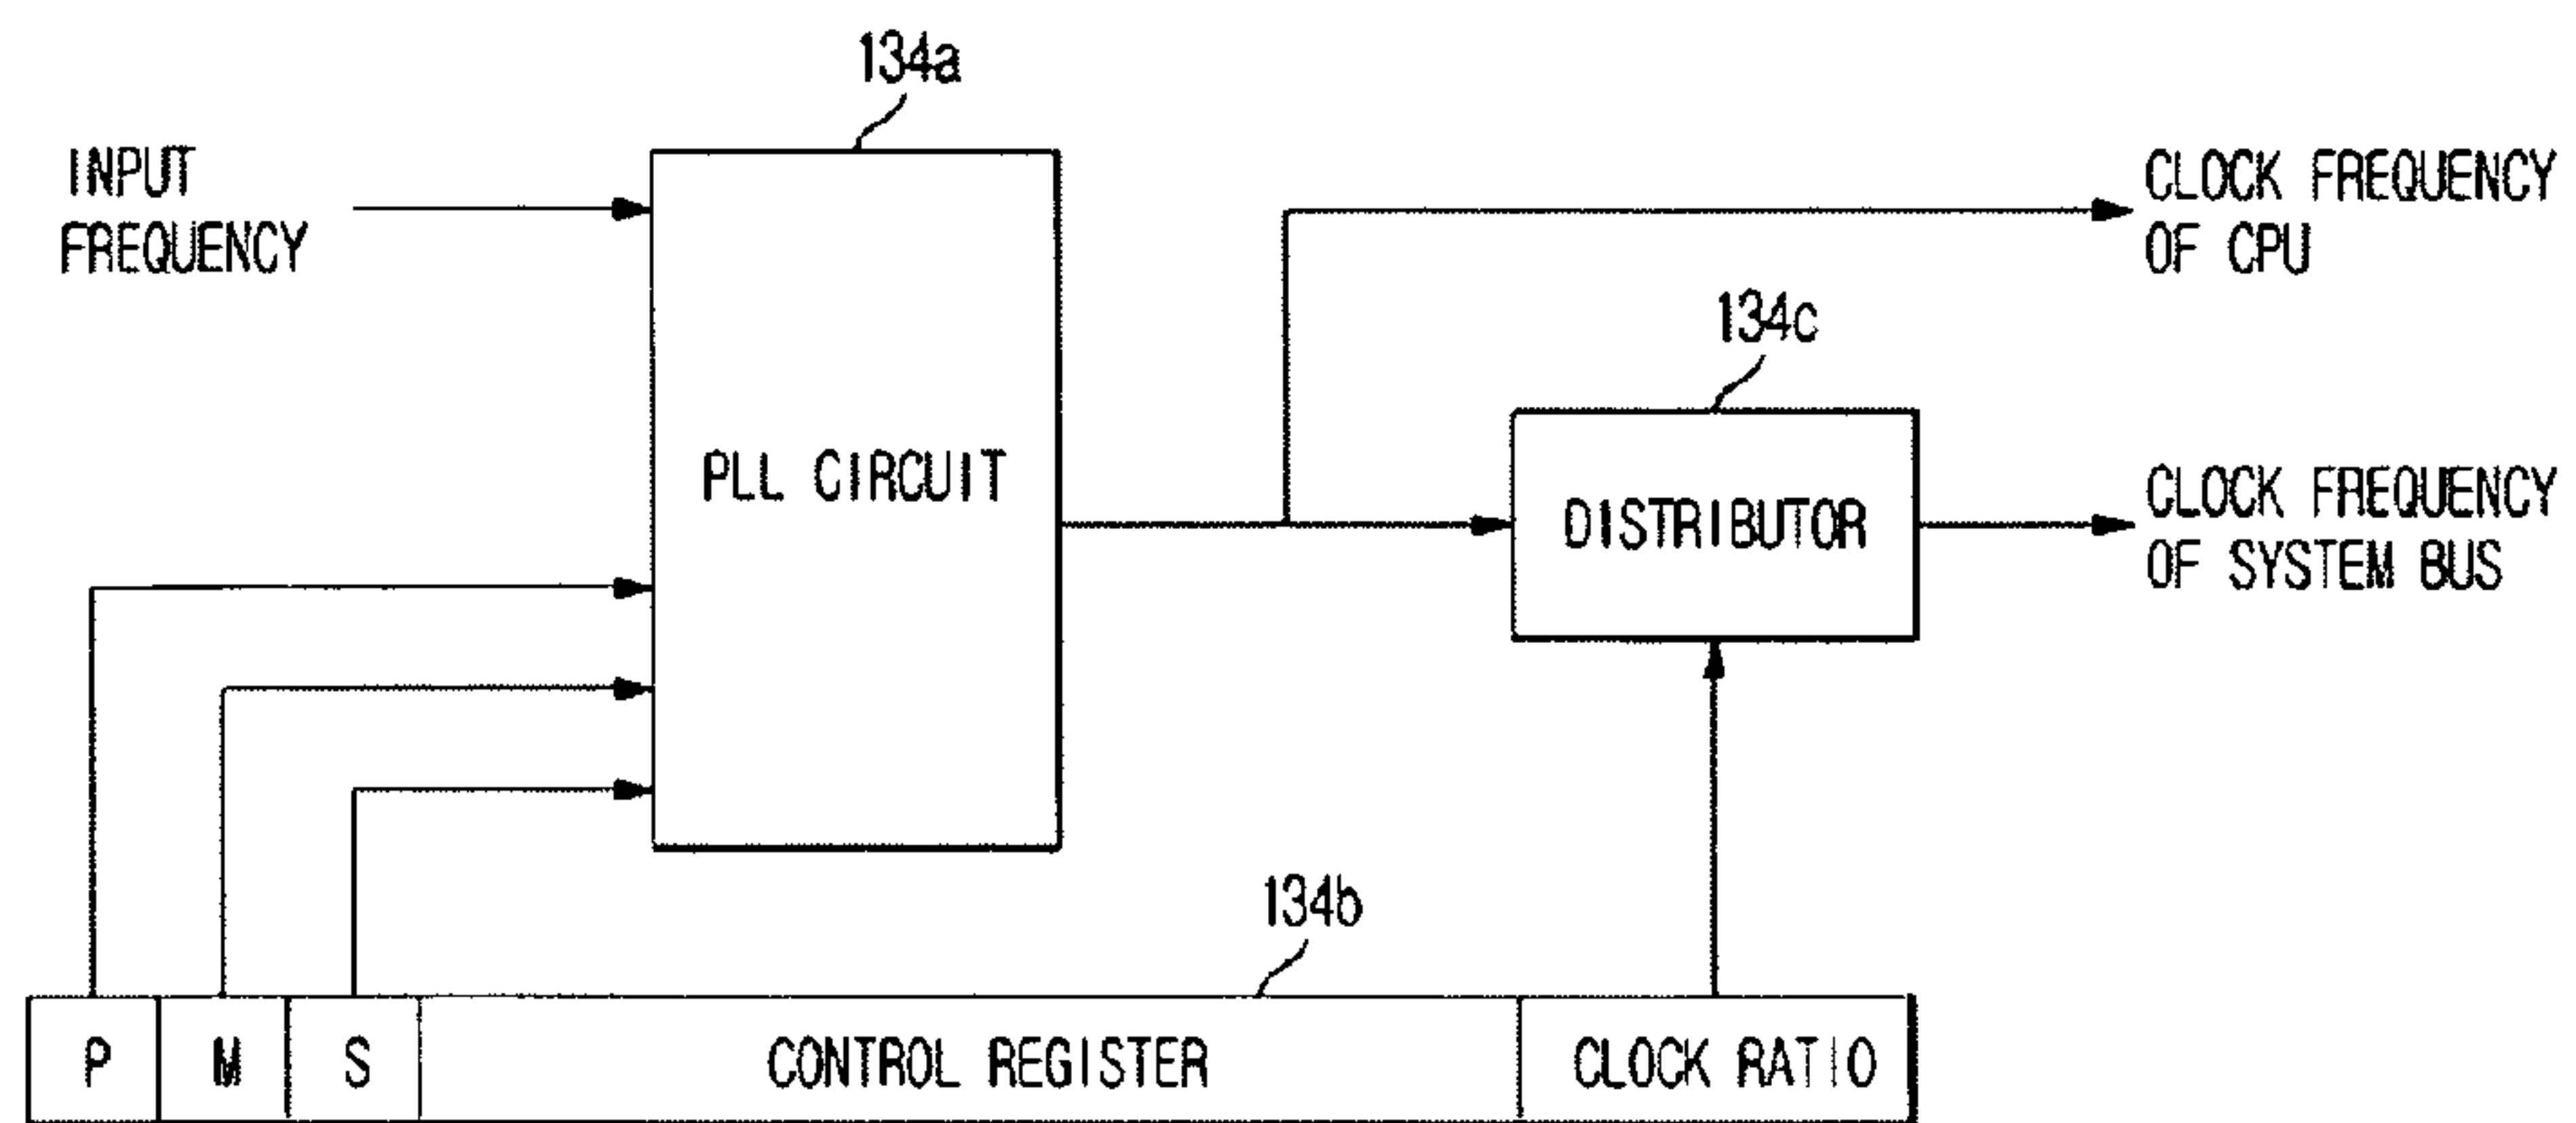 134a
INPUT
FREQUENCY
CLOCK FREQUENCY
OF CPU
134c
PLL CIRCUIT
DISTRIBUTOR
CLOCK FREQUENCY
OF SYSTEM BUS
134b
P M S CONTROL REGISTER CLOCK RATIO